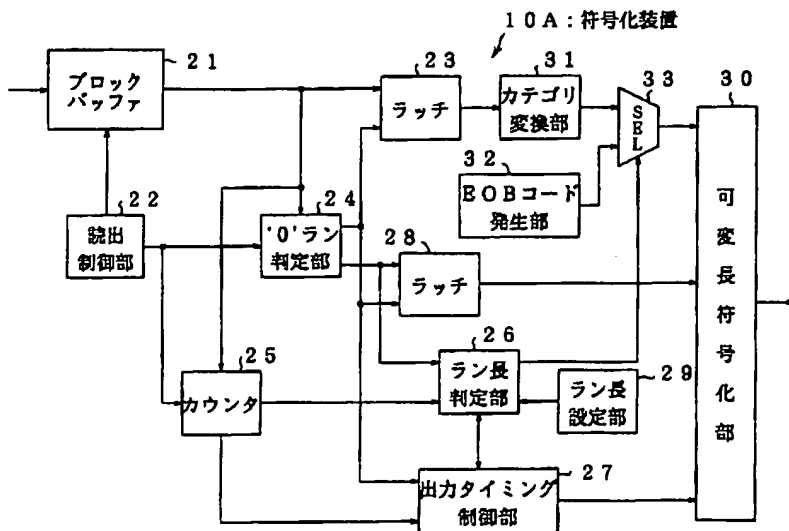 10A:符号化装置
21
ブロック
バッファ
23
ラッチ
31
カテゴリ
変換部
33
SEL
30
可変長符号化部
32
EOBコード
発生部
22
読出
制御部
24
'0'ラン
判定部
28
ラッチ
25
カウンタ
26
ラン長
判定部
29
ラン長
設定部
27
出力タイミング
制御部